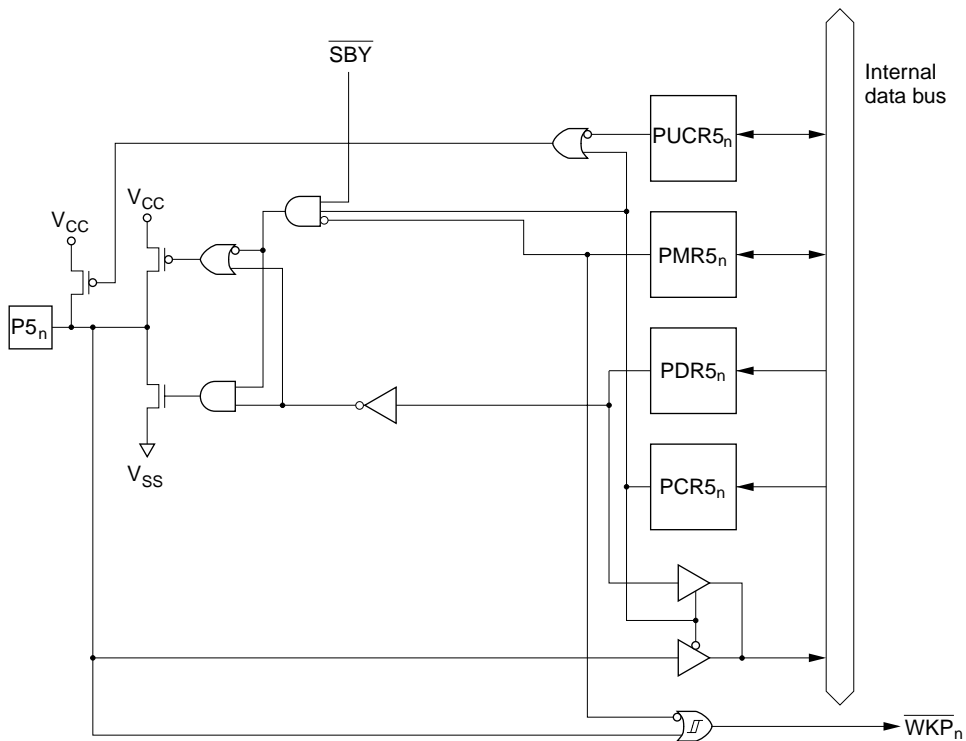 SBY
Internal
data bus
PUCR5n
VCC
VCC
PMR5n
P5n
PDR5n
VSS
PCR5n
WKPn